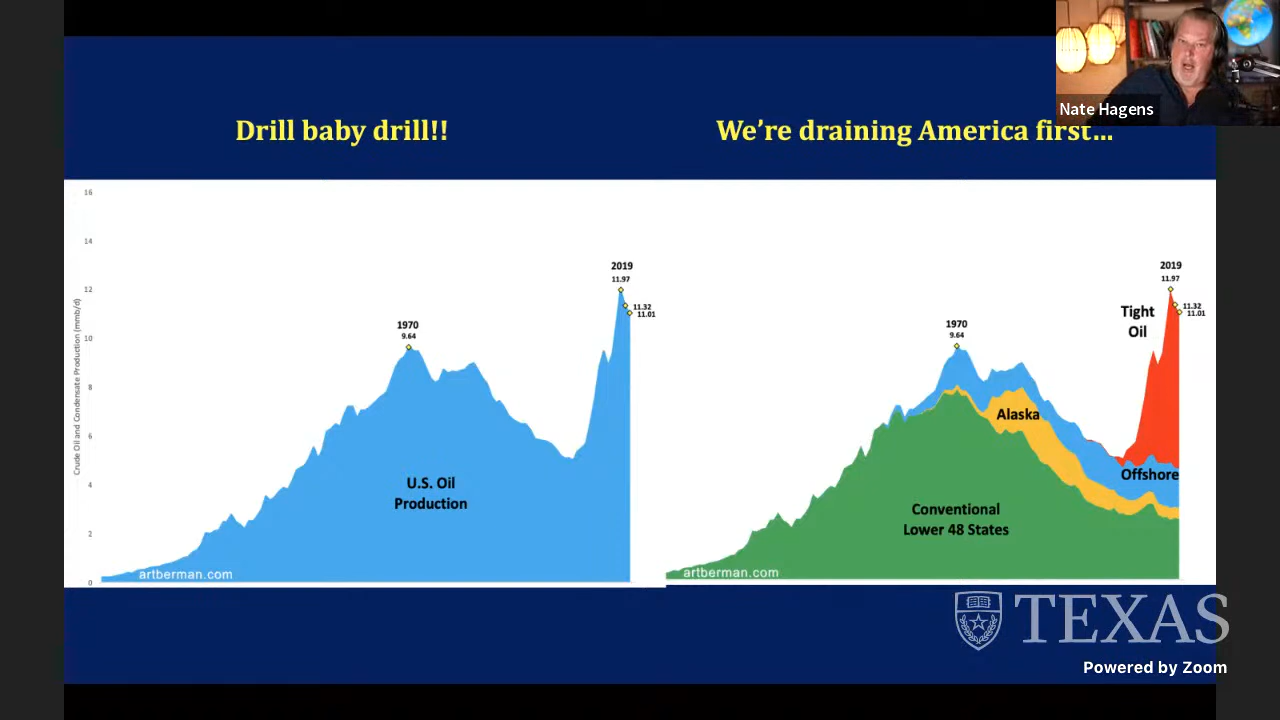 Nate Hagens
Drill baby drill!!
We're draining America first...
16
14
12
10
8
6
4
2
0
Crude Oil and Condensate Production (mmb/d)
1970
9.64
2019
11.97
11.32
11.01
U.S. Oil
Production
artberman.com
1970
9.64
2019
11.97
11.32
11.01
Tight
Oil
Alaska
Offshore
Conventional
Lower 48 States
artberman.com
TEXAS
Powered by Zoom